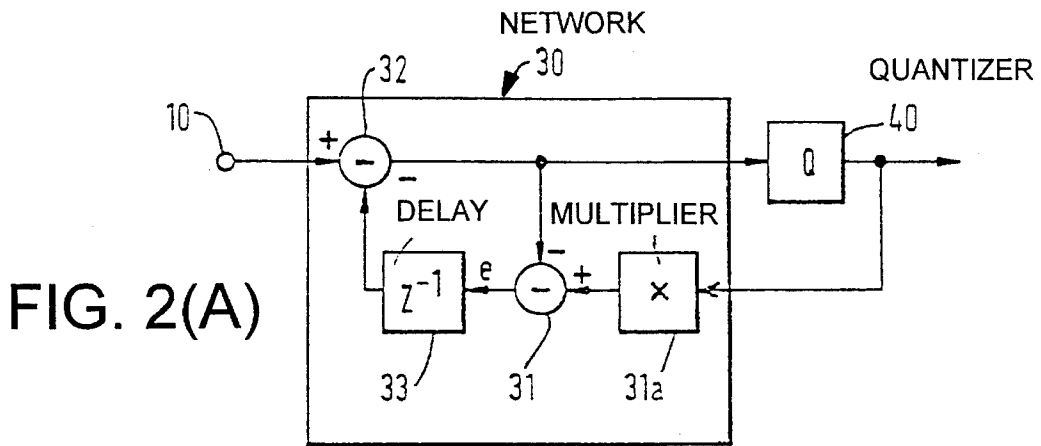 NETWORK
30
32
QUANTIZER
10
40
+
-
-
Q
DELAY
MULTIPLIER
-
z⁻¹
e
-
+
×
FIG. 2(A)
33
31
31a